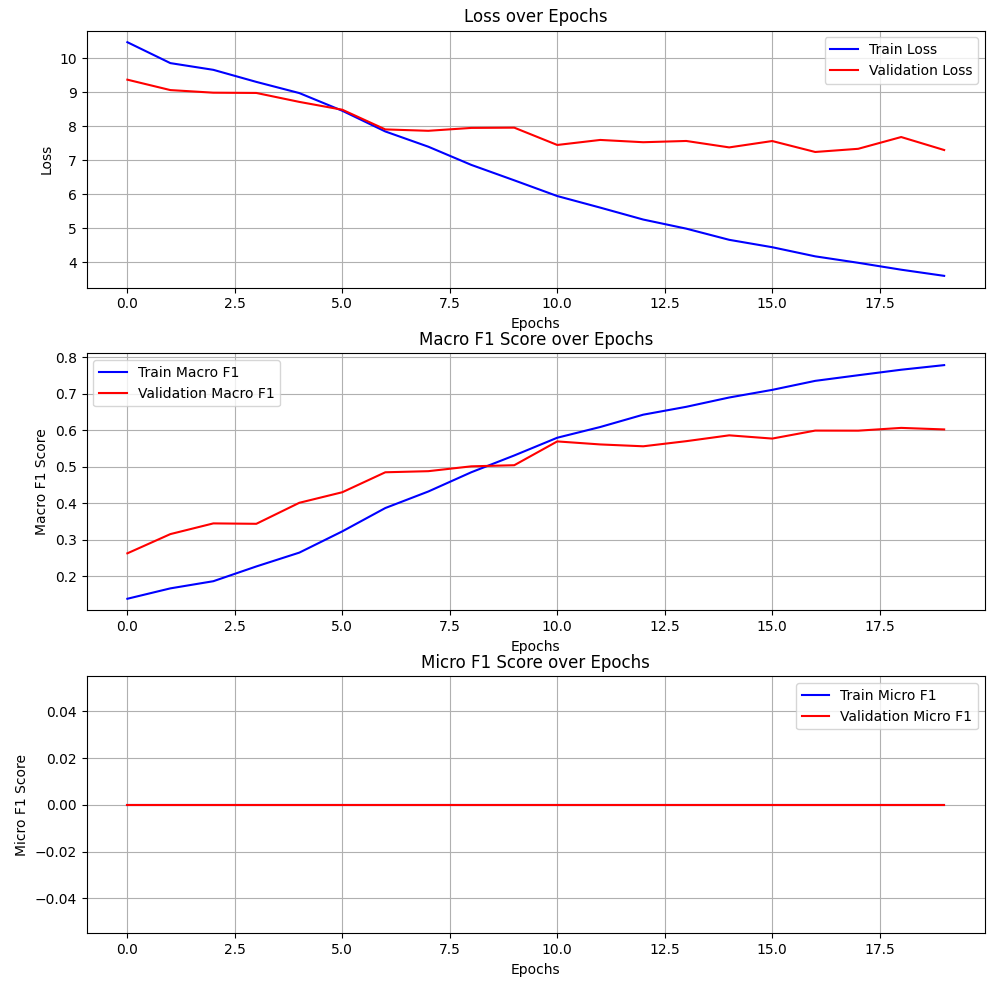 Loss over Epochs
10
9
8
7
6
5
4
Loss
Train Loss
Validation Loss
0.0 2.5 5.0 7.5 10.0 12.5 15.0 17.5
Epochs
Macro F1 Score over Epochs
0.8
0.7
0.6
0.5
0.4
0.3
0.2
Macro F1 Score
Train Macro F1
Validation Macro F1
0.0 2.5 5.0 7.5 10.0 12.5 15.0 17.5
Epochs
Micro F1 Score over Epochs
0.04
0.02
0.00
−0.02
−0.04
Micro F1 Score
Train Micro F1
Validation Micro F1
0.0 2.5 5.0 7.5 10.0 12.5 15.0 17.5
Epochs